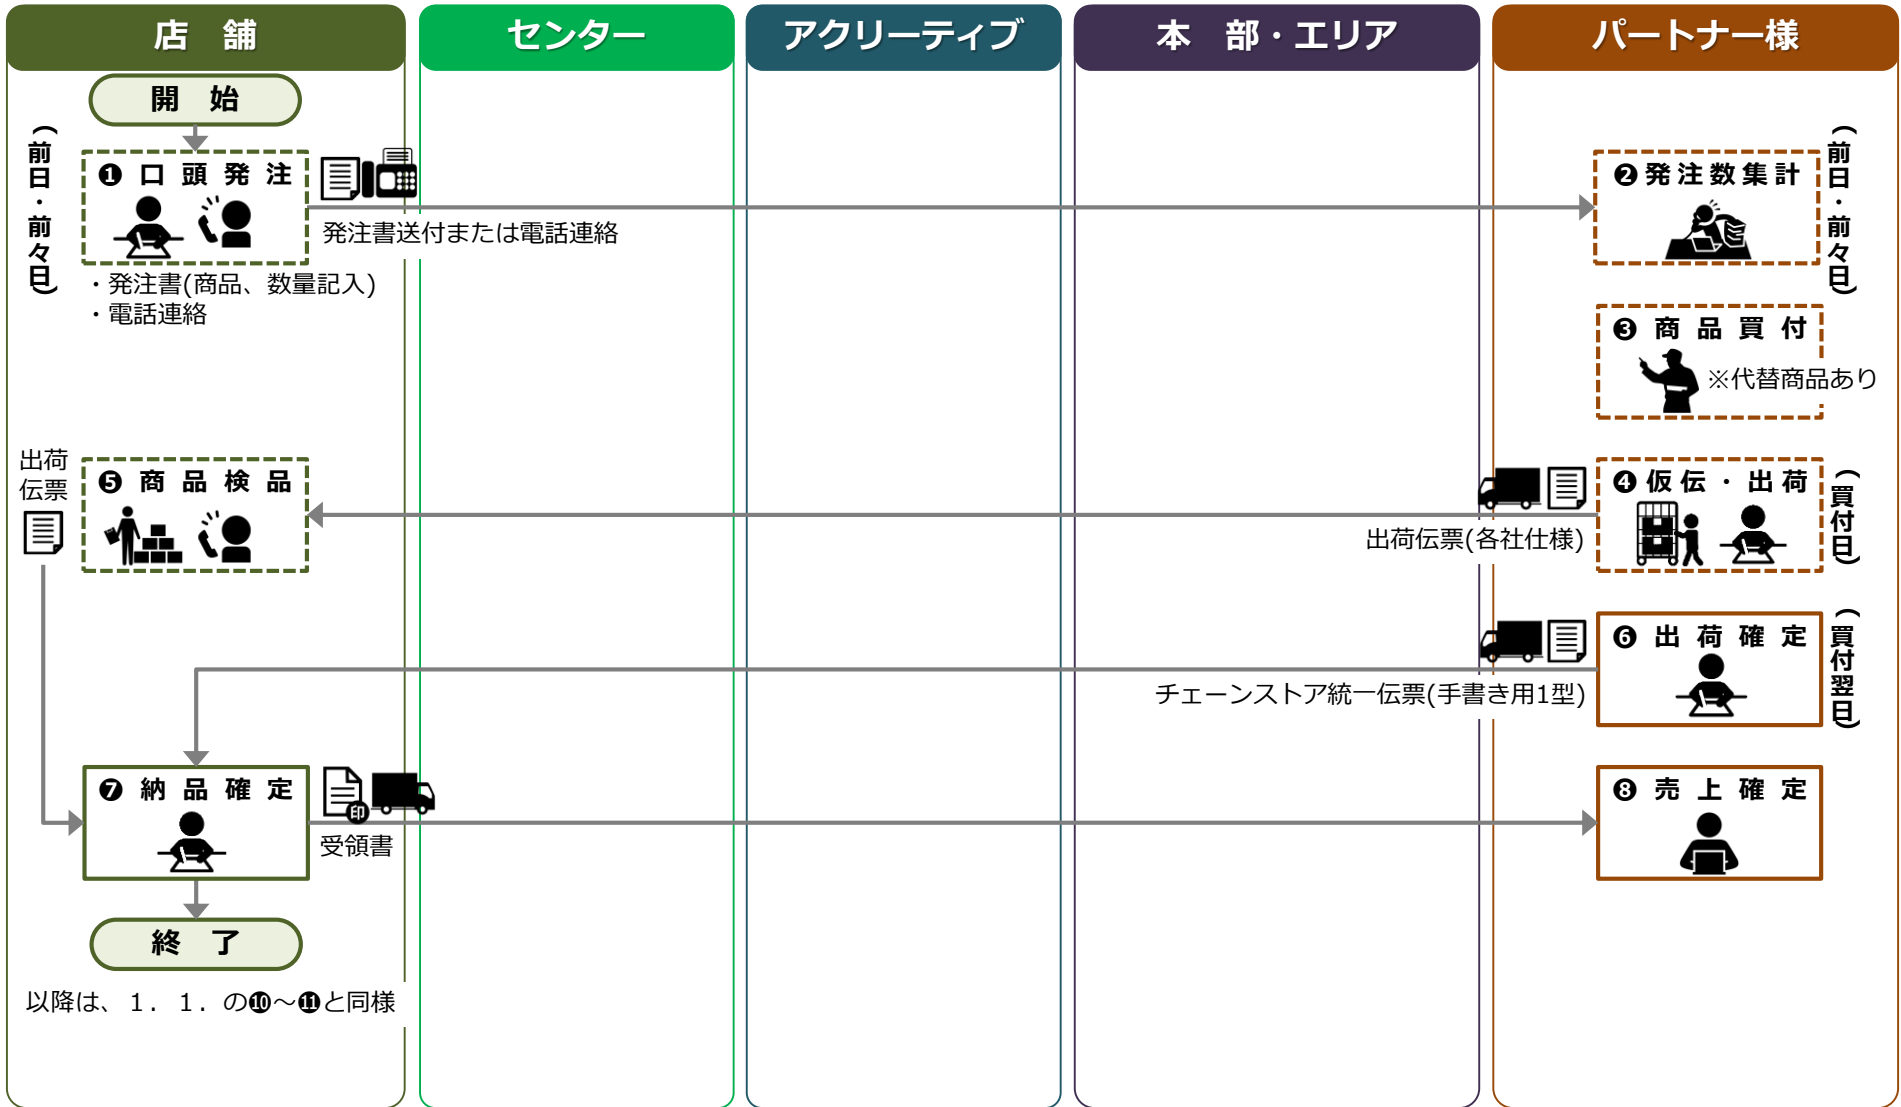 店　舗
センター
アクリーティブ
本　部・エリア
パートナー様
開　始
(前日・前々日)
❶口頭発注
発注書送付または電話連絡
・発注書(商品、数量記入)
・電話連絡
❷発注数集計
(前日・前々日)
❸商品買付
※代替商品あり
出荷
伝票
❺商品検品
❹仮伝・出荷
(買付日)
出荷伝票(各社仕様)
❻出荷確定
(買付翌日)
チェーンストア統一伝票(手書き用1型)
❼納品確定
印
受領書
❽売上確定
終　了
以降は、１．１．の❿～⓫と同様